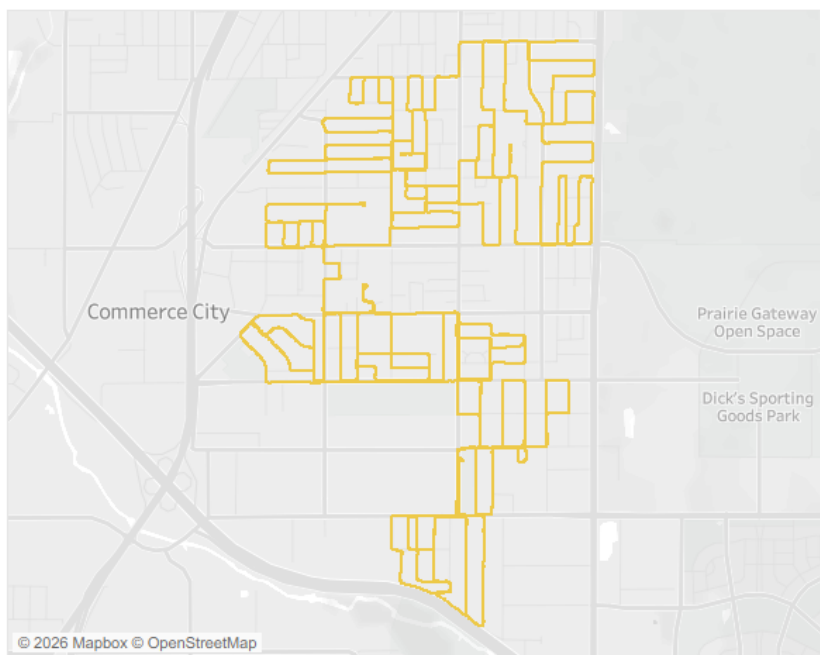 Commerce City
Prairie Gateway
Open Space
Dick's Sporting
Goods Park
© 2026 Mapbox © OpenStreetMap